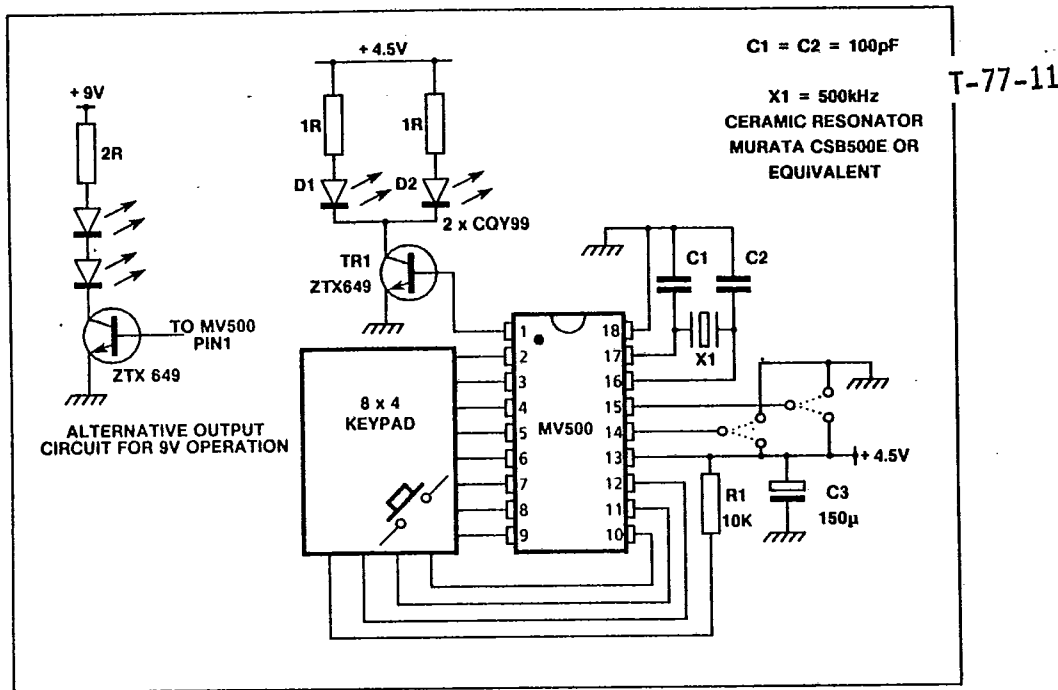 + 4.5V
C1 = C2 = 100pF
T-77-11
+ 9V
X1 = 500kHz
CERAMIC RESONATOR
MURATA CSB500E OR
EQUIVALENT
2R
1R
1R
D1
D2
2 x CQY99
TR1
ZTX649
C1
C2
X1
TO MV500
PIN1
ZTX 649
ALTERNATIVE OUTPUT
CIRCUIT FOR 9V OPERATION
8 x 4
KEYPAD
MV500
1
2
3
4
5
6
7
8
9
18
17
16
15
14
13
12
11
10
+ 4.5V
R1
10K
C3
150µ